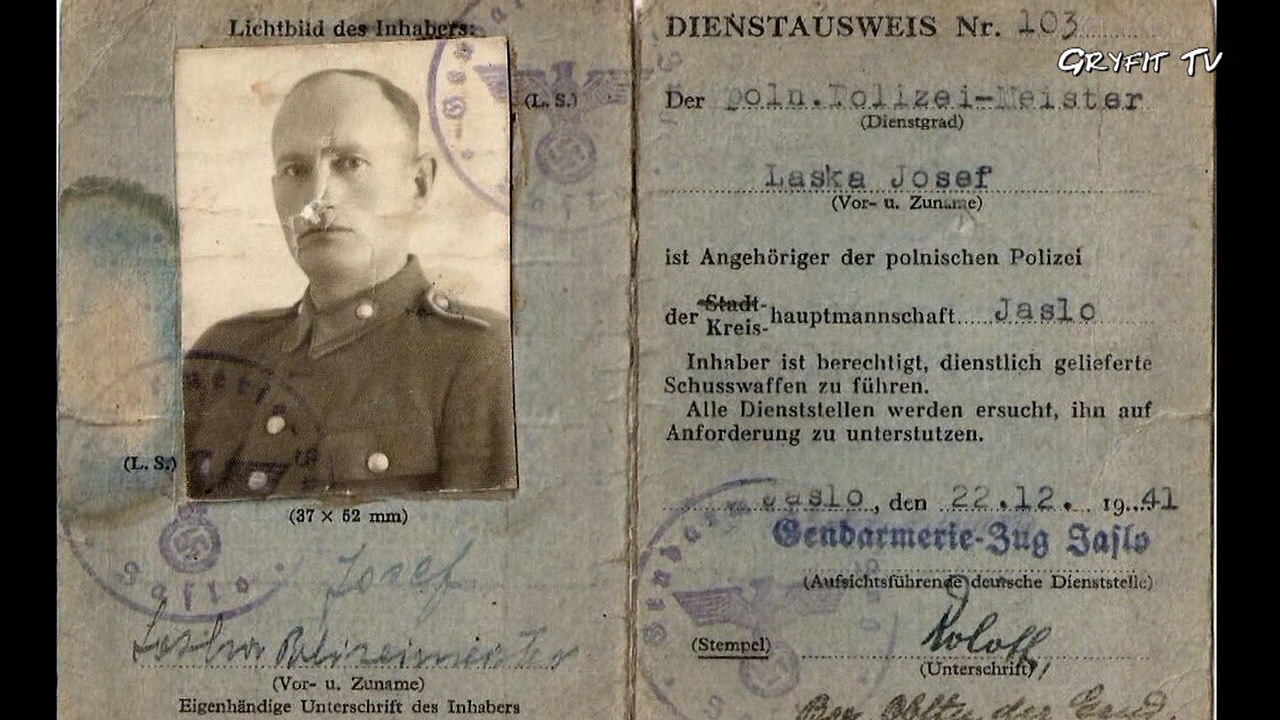 Lichtbild des Inhabers:
(L. S.)
(L. S.)
(37 × 52 mm)
Josef
Polizeimeister
(Vor- u. Zuname)
Eigenhändige Unterschrift des Inhabers
Jaslo
DIENSTAUSWEIS Nr. 103
Gryfit Tv
Der poln.Polizei-Meister
(Dienstgrad)
Laska Josef
(Vor- u. Zuname)
ist Angehöriger der polnischen Polizei
der Stadt-
Kreis-hauptmannschaft Jaslo
Inhaber ist berechtigt, dienstlich gelieferte
Schusswaffen zu führen.
Alle Dienststellen werden ersucht, ihn auf
Anforderung zu unterstutzen.
Jaslo, den 22.12. 19 41
Gendarmerie-Zug Jaslo
(Aufsichtsführende deutsche Dienststelle)
(Stempel)
(Unterschrift)